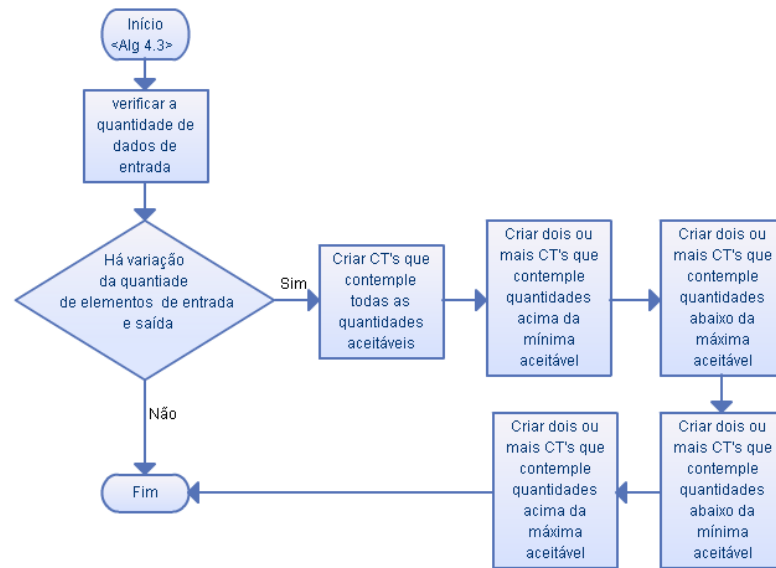 Início
<Alg 4.3>
verificar a
quantidade de
dados de
entrada
Há variação
da quantiade
de elementos de entrada
e saída
Sim
Criar CT's que
contemple
todas as
quantidades
aceitáveis
Criar dois ou
mais CT's que
contemple
quantidades
acima da
mínima
aceitável
Criar dois ou
mais CT's que
contemple
quantidades
abaixo da
máxima
aceitável
Não
Criar dois ou
mais CT's que
contemple
quantidades
abaixo da
mínima
aceitável
Criar dois ou
mais CT's que
contemple
quantidades
acima da
máxima
aceitável
Fim